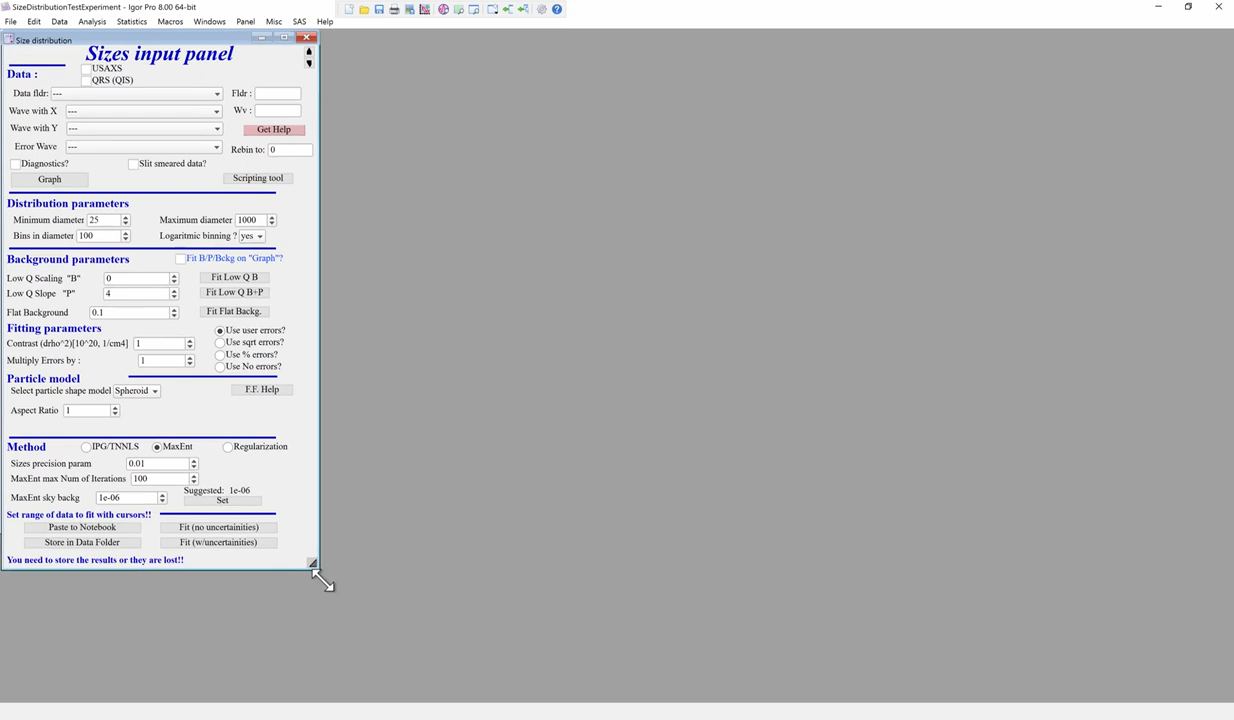 SizeDistributionTestExperiment - Igor Pro 8.00 64-bit
File Edit Data Analysis Statistics Macros Windows Panel Misc SAS Help
Size distribution
Sizes input panel
Data :
USAXS
QRS (QIS)
Data fldr: --- Fldr :
Wave with X --- Wv :
Wave with Y --- Get Help
Error Wave --- Rebin to: 0
Diagnostics? Slit smeared data?
Graph Scripting tool
Distribution parameters
Minimum diameter 25 Maximum diameter 1000
Bins in diameter 100 Logaritmic binning ? yes
Background parameters Fit B/P/Bckg on "Graph"?
Low Q Scaling "B" 0 Fit Low Q B
Low Q Slope "P" 4 Fit Low Q B+P
Flat Background 0.1 Fit Flat Backg.
Fitting parameters Use user errors?
Contrast (drho^2)[10^20, 1/cm4] 1 Use sqrt errors?
Use % errors?
Multiply Errors by : 1
Use No errors?
Particle model
Select particle shape model Spheroid F.F. Help
Aspect Ratio 1
Method IPG/TNNLS MaxEnt Regularization
Sizes precision param 0.01
MaxEnt max Num of Iterations 100
Suggested: 1e-06
MaxEnt sky backg 1e-06 Set
Set range of data to fit with cursors!!
Paste to Notebook Fit (no uncertainities)
Store in Data Folder Fit (w/uncertainities)
You need to store the results or they are lost!!